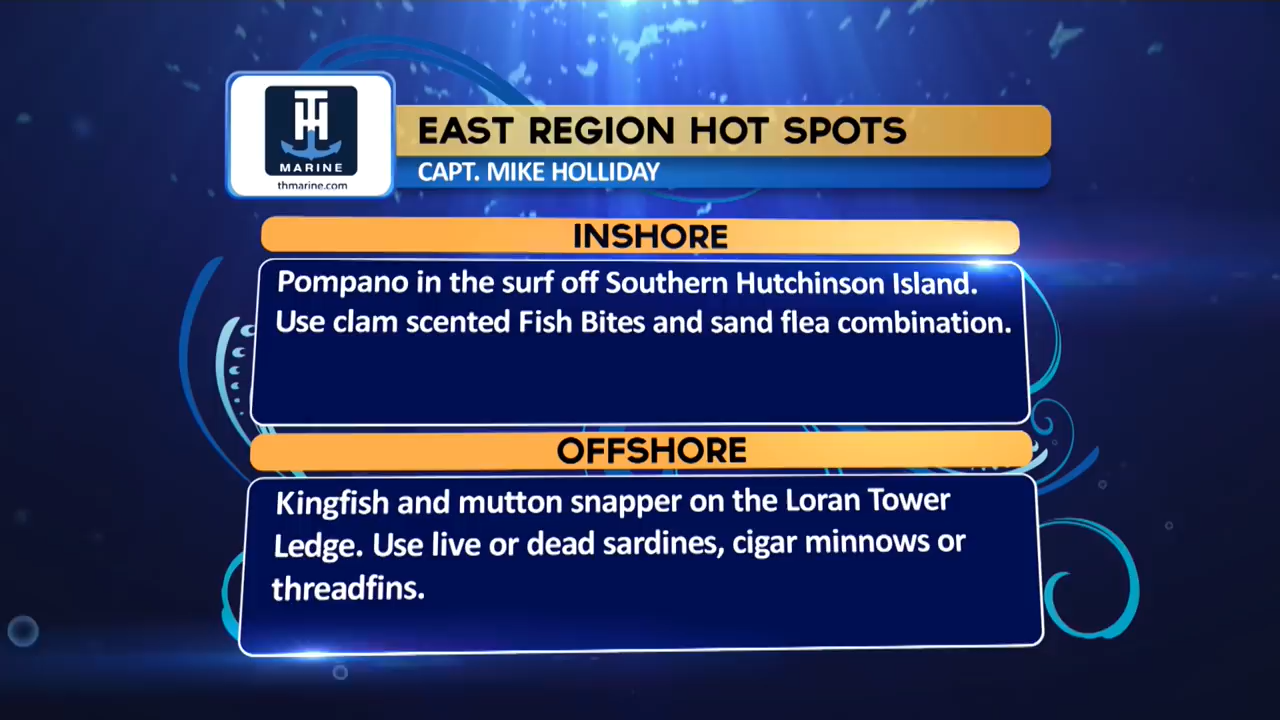 TH
MARINE
thmarine.com
EAST REGION HOT SPOTS
CAPT. MIKE HOLLIDAY
INSHORE
Pompano in the surf off Southern Hutchinson Island.
Use clam scented Fish Bites and sand flea combination.
OFFSHORE
Kingfish and mutton snapper on the Loran Tower
Ledge. Use live or dead sardines, cigar minnows or
threadfins.